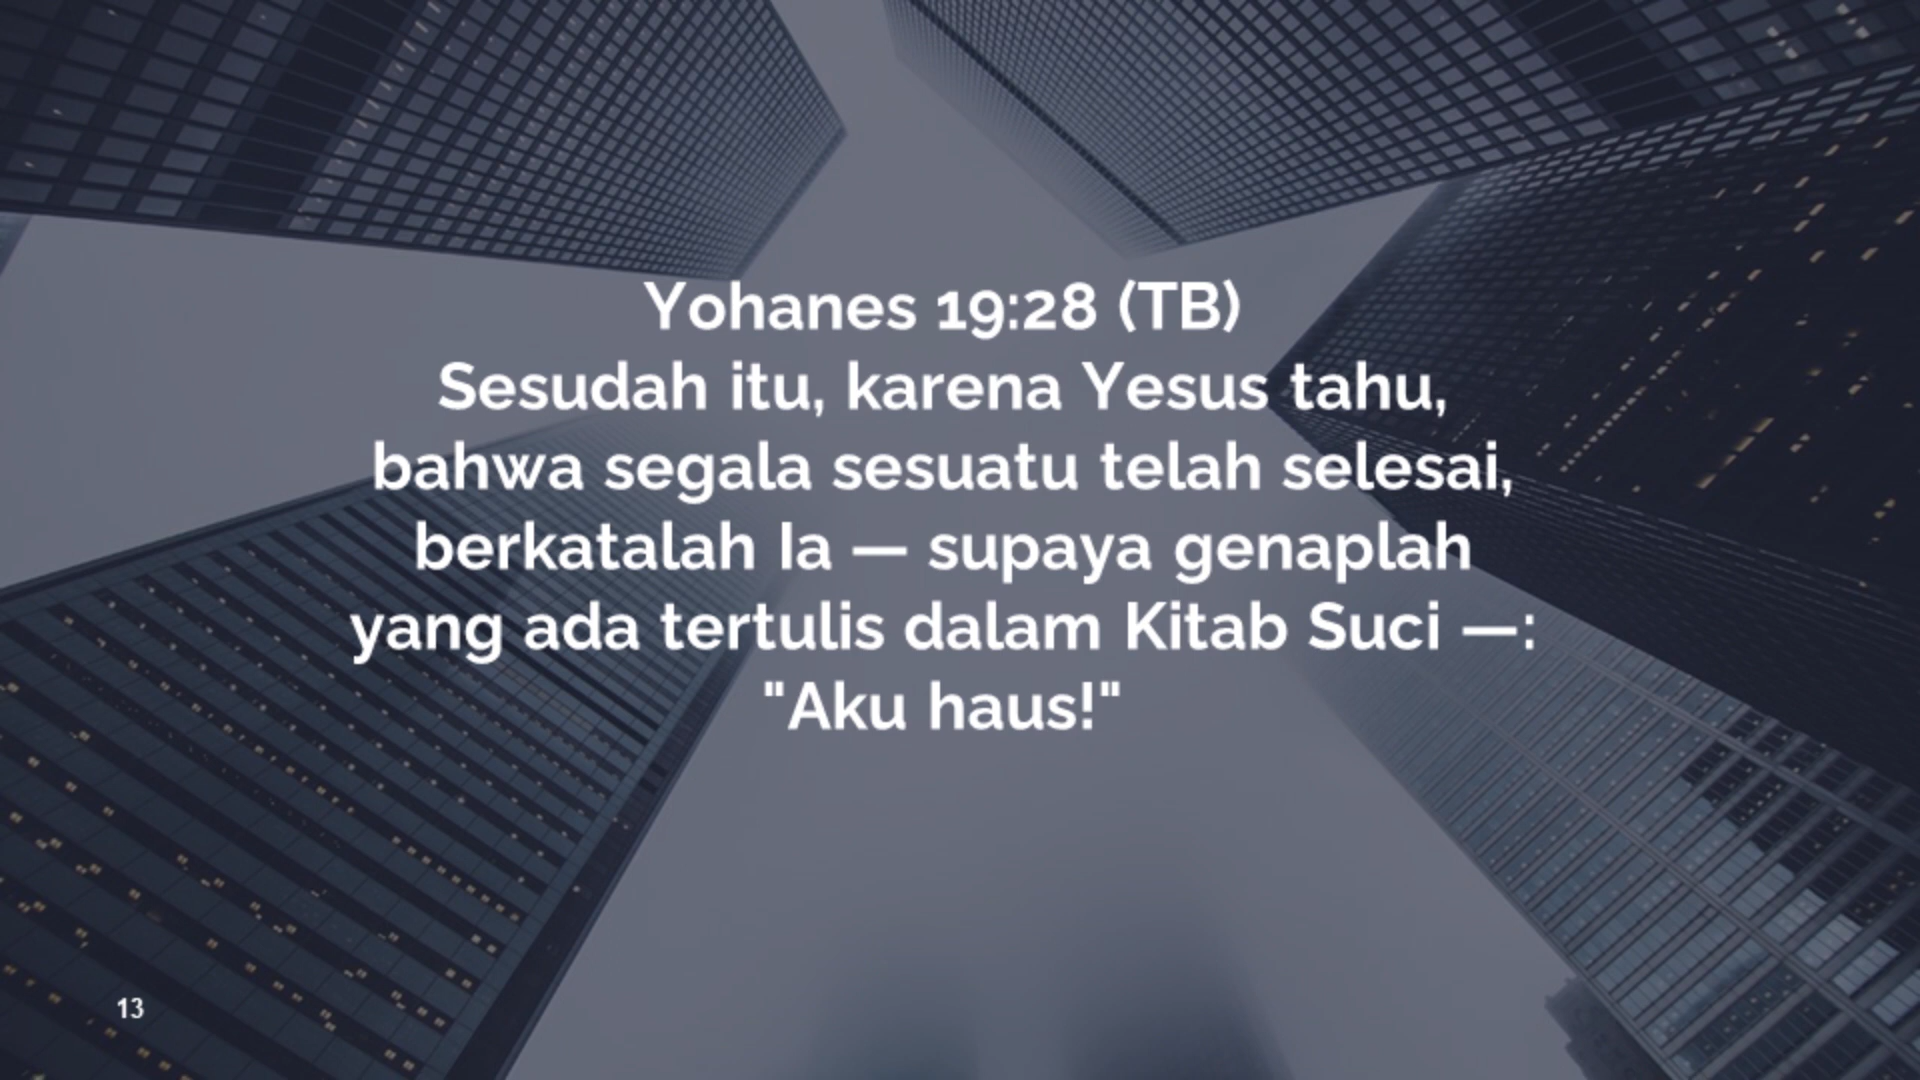 Yohanes 19:28 (TB)
Sesudah itu, karena Yesus tahu,
bahwa segala sesuatu telah selesai,
berkatalah Ia — supaya genaplah
yang ada tertulis dalam Kitab Suci —:
"Aku haus!"
13